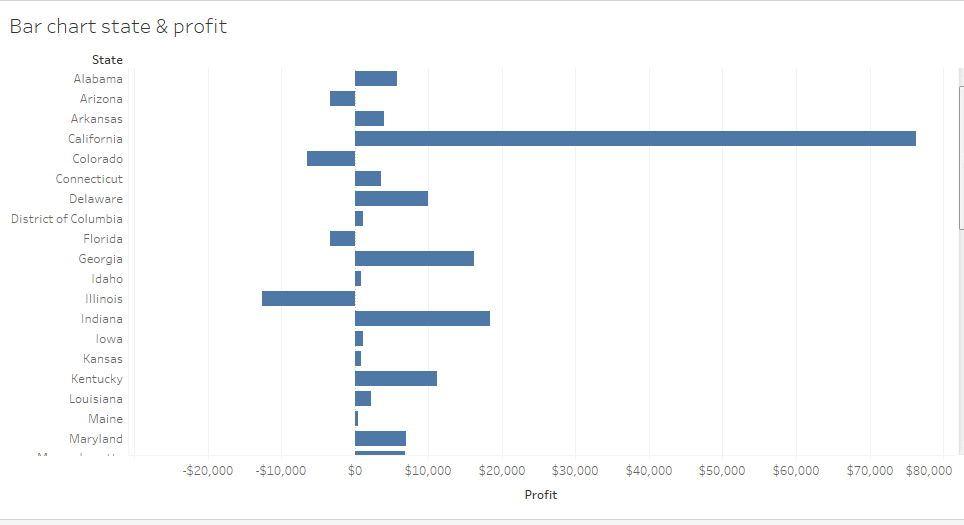 Bar chart state & profit
State
Alabama
Arizona
Arkansas
California
Colorado
Connecticut
Delaware
District of Columbia
Florida
Georgia
Idaho
Illinois
Indiana
Iowa
Kansas
Kentucky
Louisiana
Maine
Maryland
-$20,000 -$10,000 $0 $10,000 $20,000 $30,000 $40,000 $50,000 $60,000 $70,000 $80,000
Profit